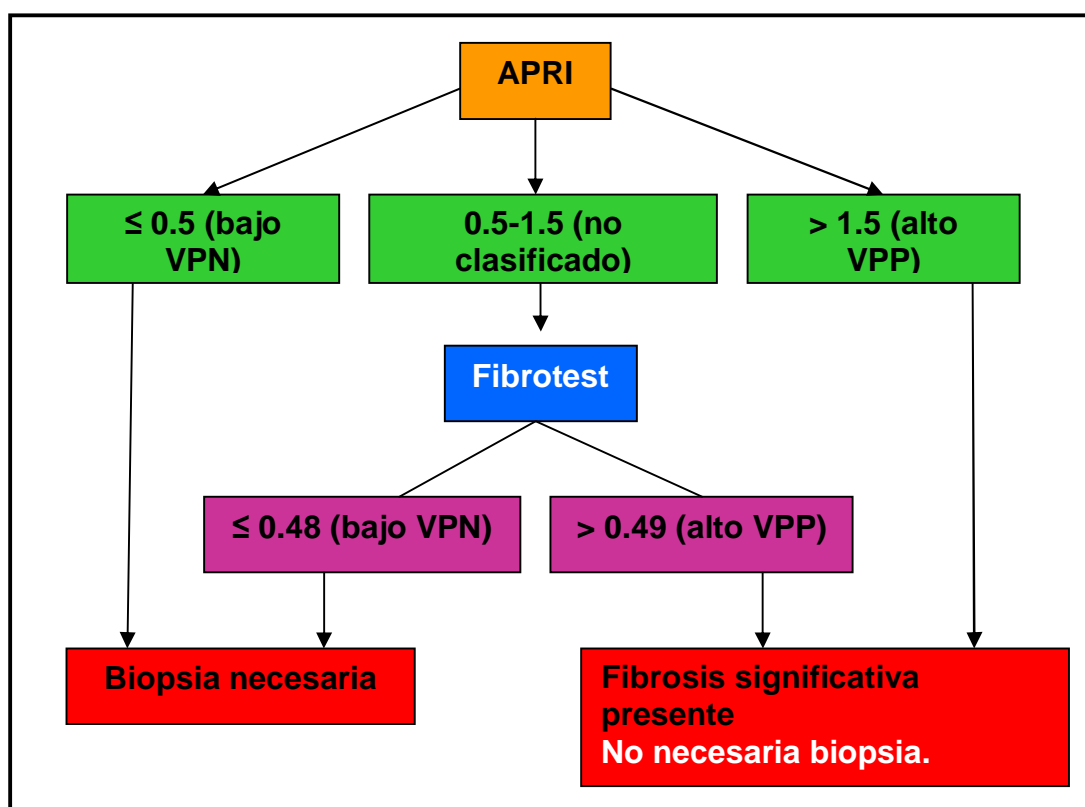 APRI
≤ 0.5 (bajo
VPN)
0.5-1.5 (no
clasificado)
> 1.5 (alto
VPP)
Fibrotest
≤ 0.48 (bajo VPN)
> 0.49 (alto VPP)
Biopsia necesaria
Fibrosis significativa
presente
No necesaria biopsia.